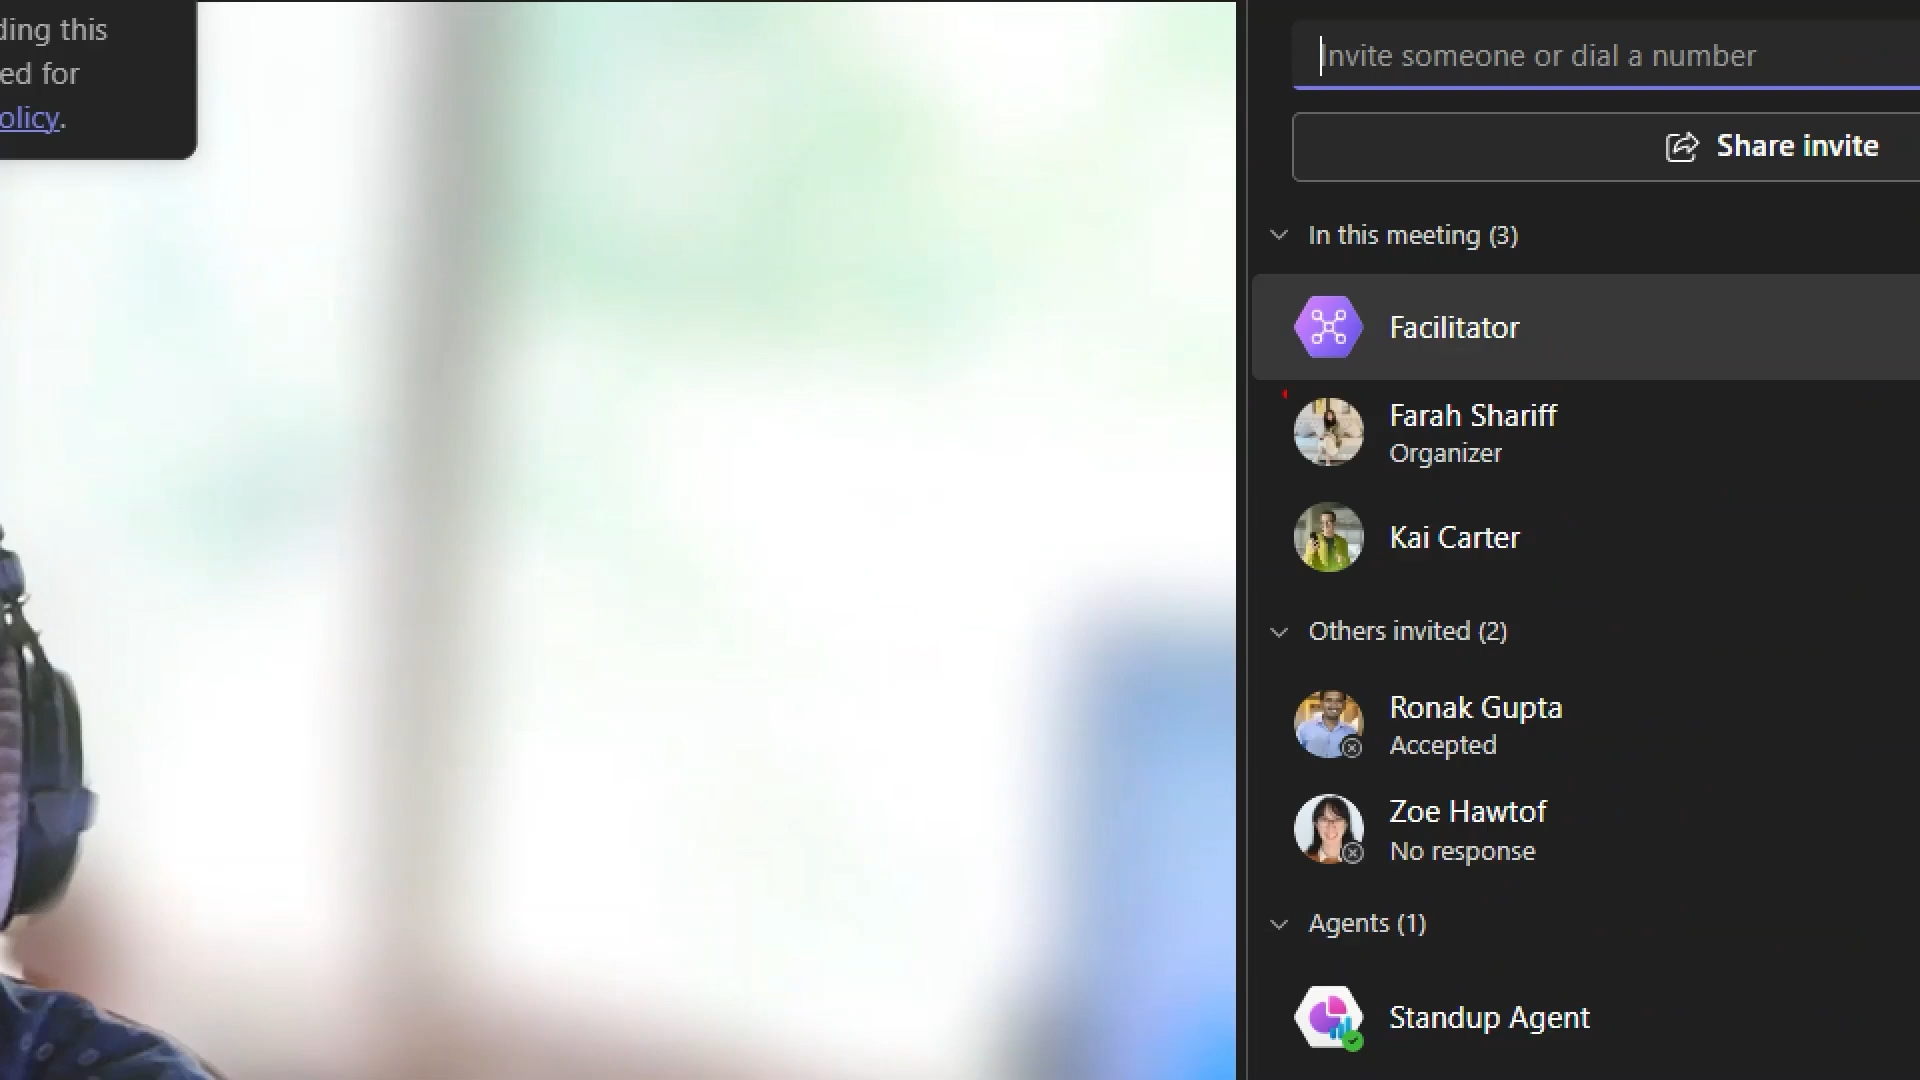 ding this
ed for
olicy.
Invite someone or dial a number
Share invite
In this meeting (3)
Facilitator
Farah Shariff
Organizer
Kai Carter
Others invited (2)
Ronak Gupta
Accepted
Zoe Hawtof
No response
Agents (1)
Standup Agent